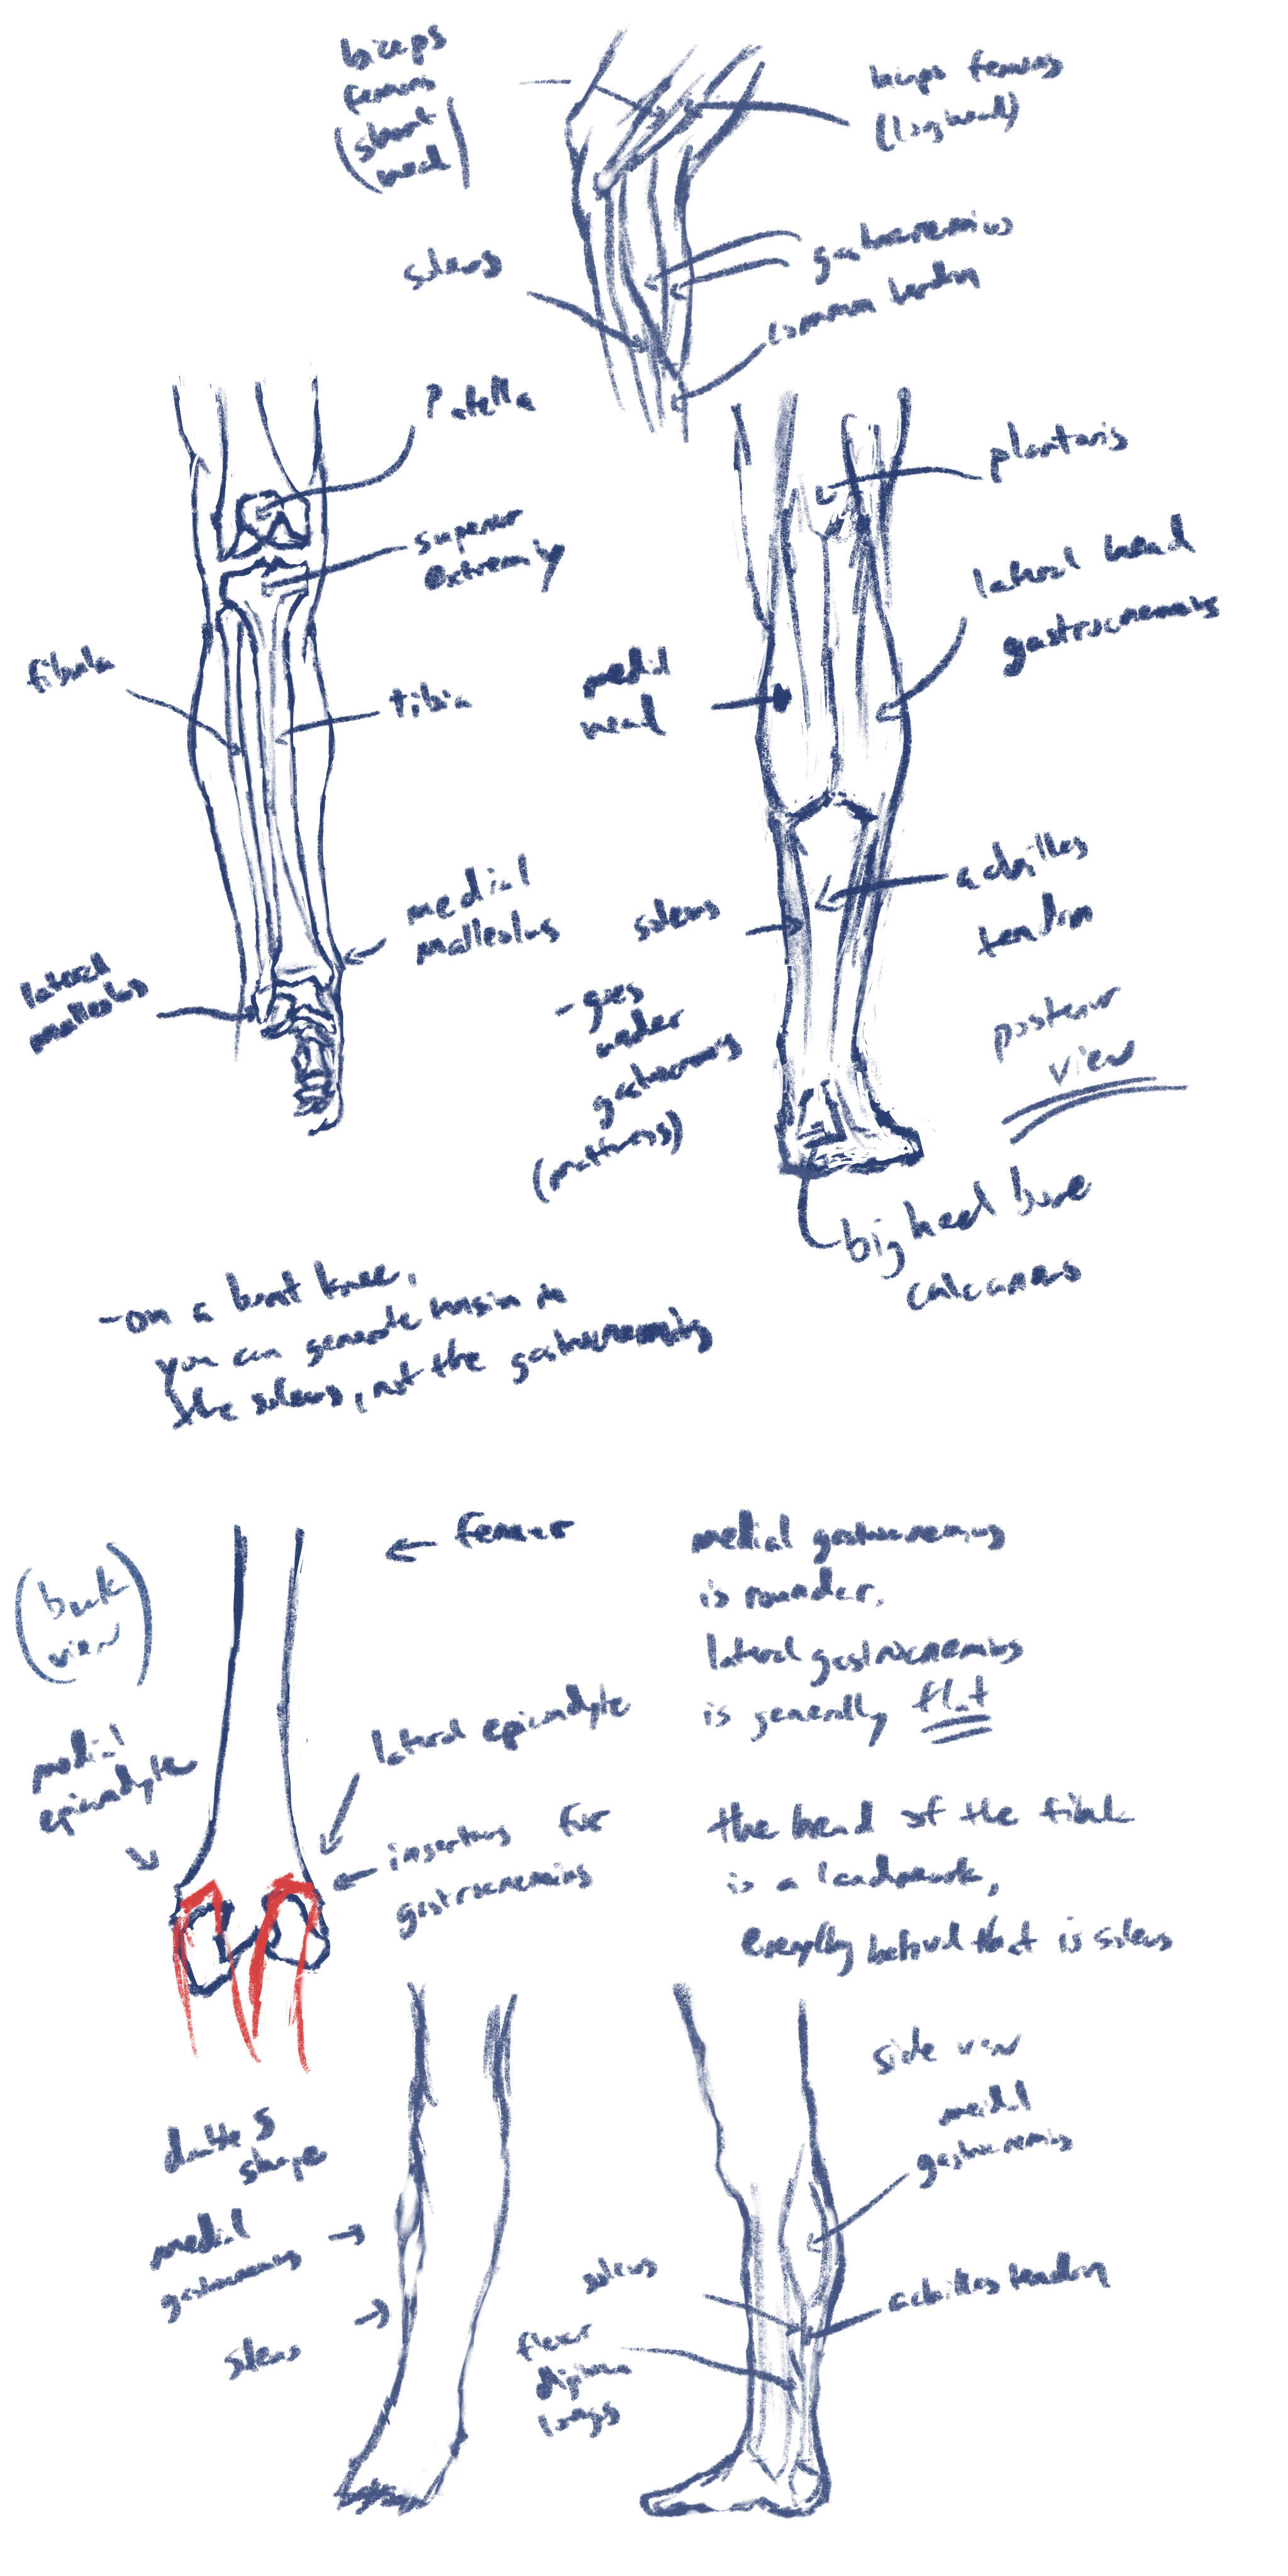 biceps
femoris
(short
head)
biceps femoris
(long head)
soleus
gastrocnemius
common tendon
Patella
superior
extremity
fibula
tibia
medial
malleolus
lateral
malleolus
plantaris
lateral head
gastrocnemius
medial
head
achilles
tendon
soleus
- goes
under
gastrocnemius
(mattress)
posterior
view
big heel bone
calcaneus
- on a bent knee,
you can generate tension in
the soleus, not the gastrocnemius
(back
view)
← femur
medial
epicondyle
lateral epicondyle
← insertions for
gastrocnemius
medial gastrocnemius
is rounder.
lateral gastrocnemius
is generally flat
the head of the fibula
is a landmark,
everything behind that is soleus
double S
shape
medial
gastrocnemius
soleus
side view
medial
gastrocnemius
soleus
achilles tendon
flexor
digitorum
longus